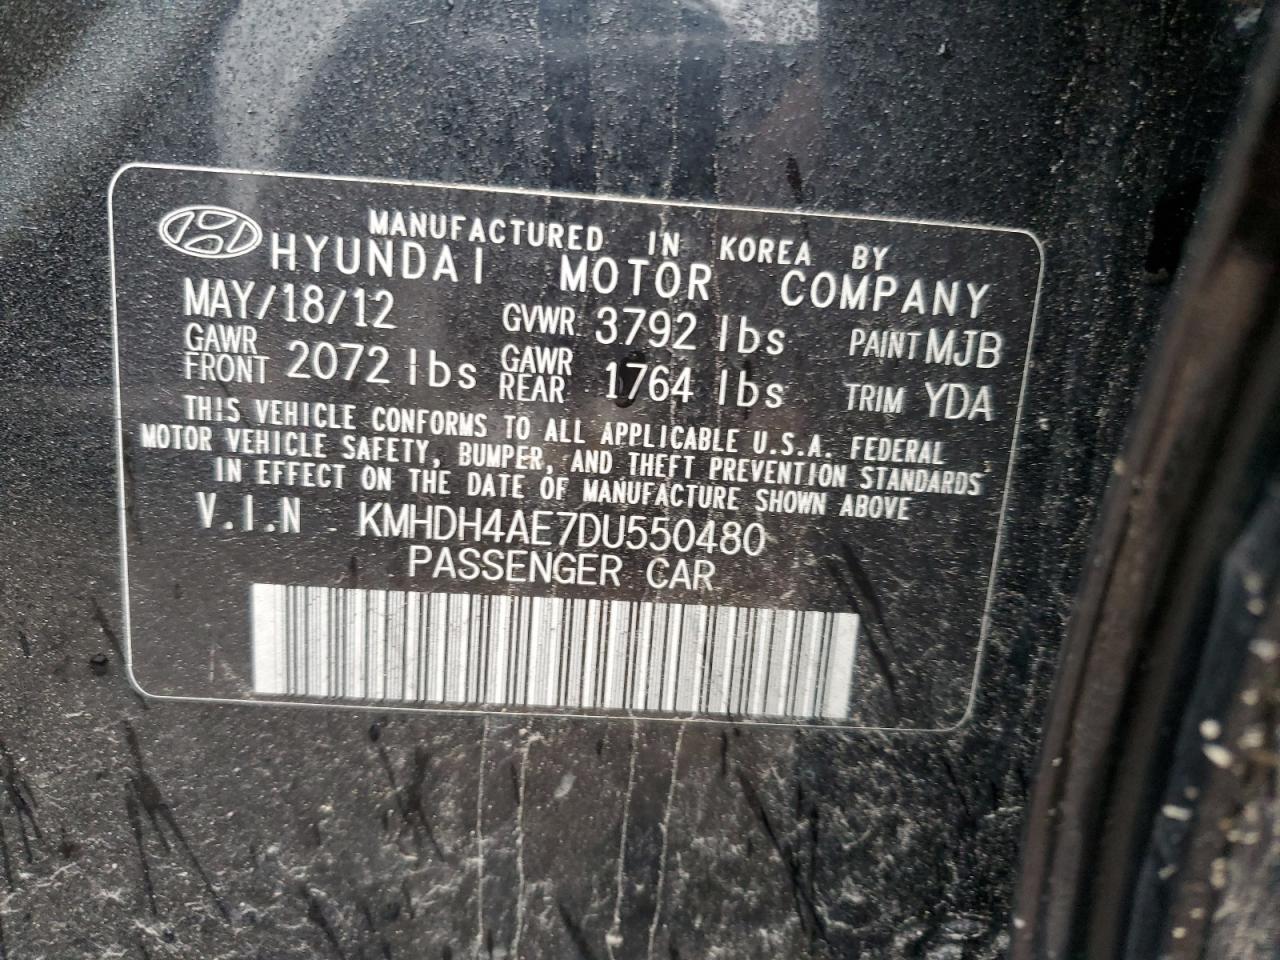 MANUFACTURED IN KOREA BY
HYUNDAI MOTOR COMPANY
MAY/18/12 GVWR 3792 lbs PAINT MJB
GAWR FRONT 2072 lbs GAWR REAR 1764 lbs TRIM YDA
THIS VEHICLE CONFORMS TO ALL APPLICABLE U.S.A. FEDERAL
MOTOR VEHICLE SAFETY, BUMPER, AND THEFT PREVENTION STANDARDS
IN EFFECT ON THE DATE OF MANUFACTURE SHOWN ABOVE
V.I.N. KMHDH4AE7DU550480
PASSENGER CAR